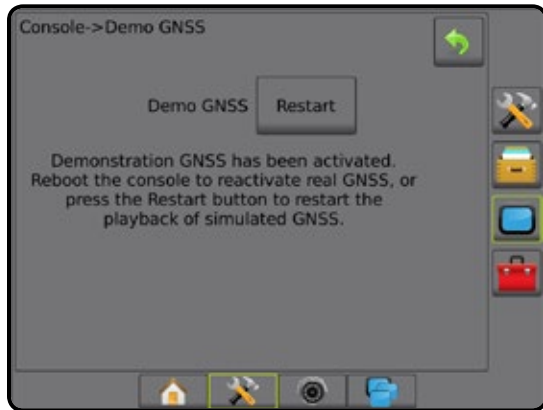 Console->Demo GNSS
Demo GNSS Restart
Demonstration GNSS has been activated.
Reboot the console to reactivate real GNSS, or
press the Restart button to restart the
playback of simulated GNSS.